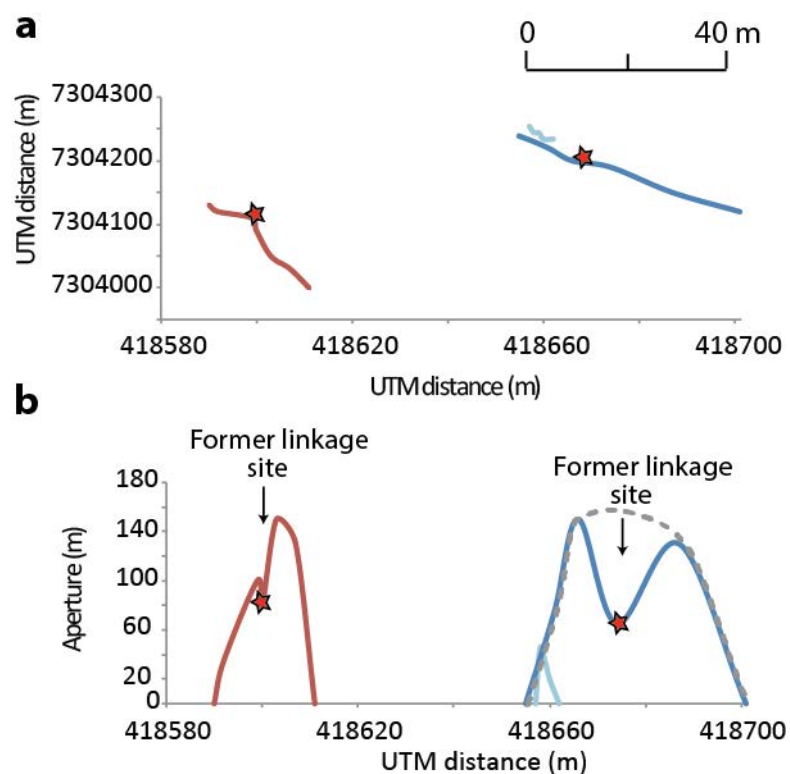 a
0 40 m
UTM distance (m)
7304300
7304200
7304100
7304000
418580 418620 418660 418700
UTM distance (m)
b
Former linkage
site
Former linkage
site
Aperture (m)
180
140
100
60
20
0
418580 418620 418660 418700
UTM distance (m)